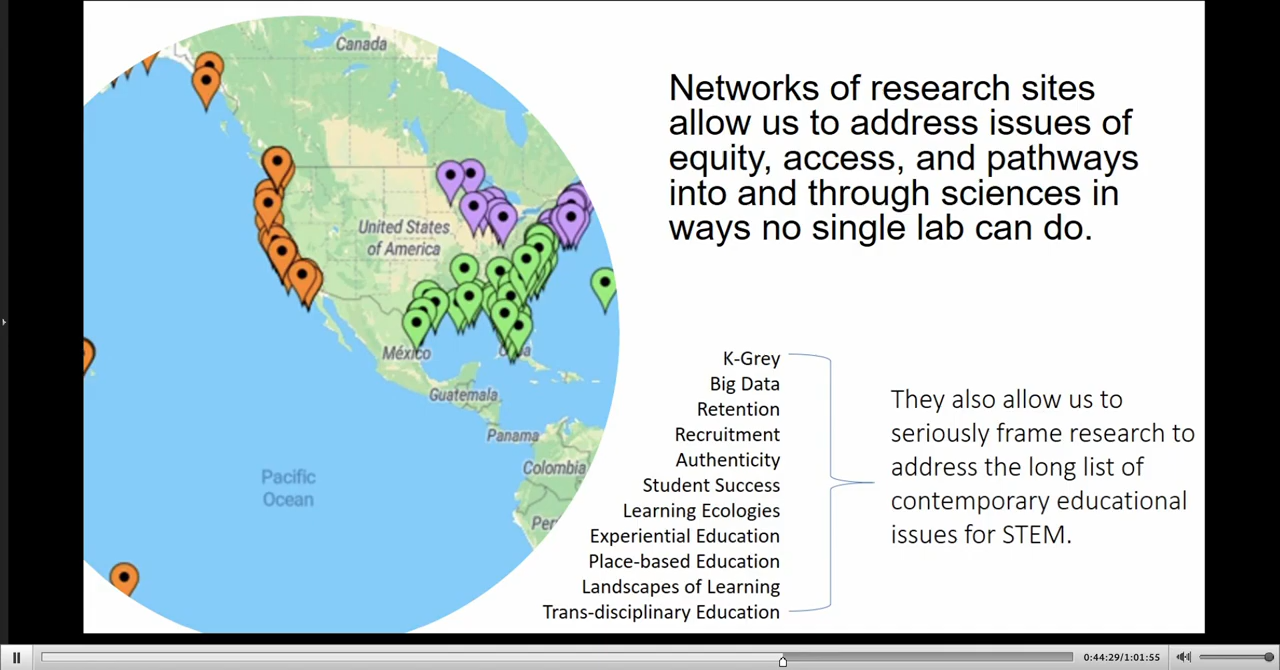 Canada
United States
of America
México
Guatemala
Panama
Colombia
Pacific
Ocean
Networks of research sites
allow us to address issues of
equity, access, and pathways
into and through sciences in
ways no single lab can do.
K-Grey
Big Data
Retention
Recruitment
Authenticity
Student Success
Learning Ecologies
Experiential Education
Place-based Education
Landscapes of Learning
Trans-disciplinary Education
They also allow us to
seriously frame research to
address the long list of
contemporary educational
issues for STEM.
0:44:29/1:01:55